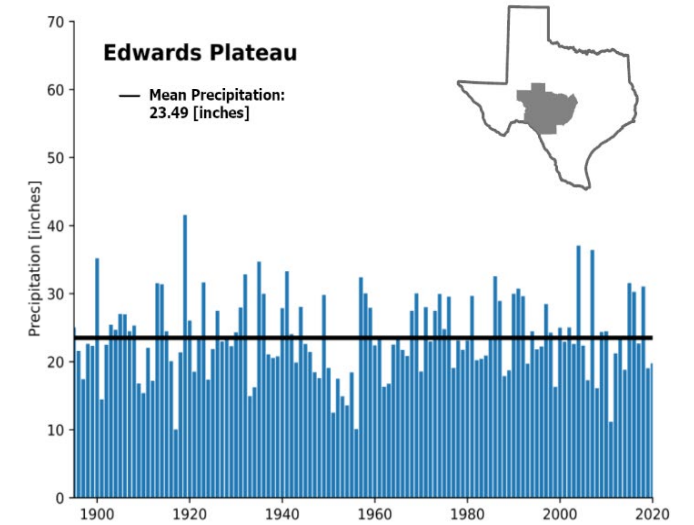 70
Edwards Plateau
60
Mean Precipitation:
23.49 [inches]
50
40
Precipitation [inches]
30
20
10
0
1900 1920 1940 1960 1980 2000 2020